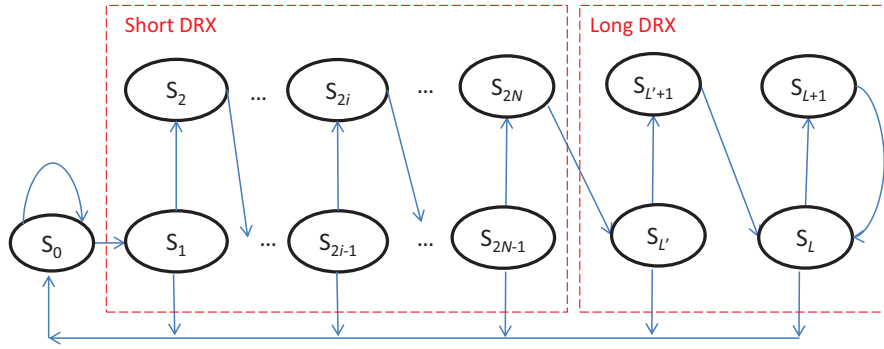 Short DRX
Long DRX
S2 ... S2i ... S2N SL'+1 SL+1
S0 S1 ... S2i-1 ... S2N-1 SL' SL